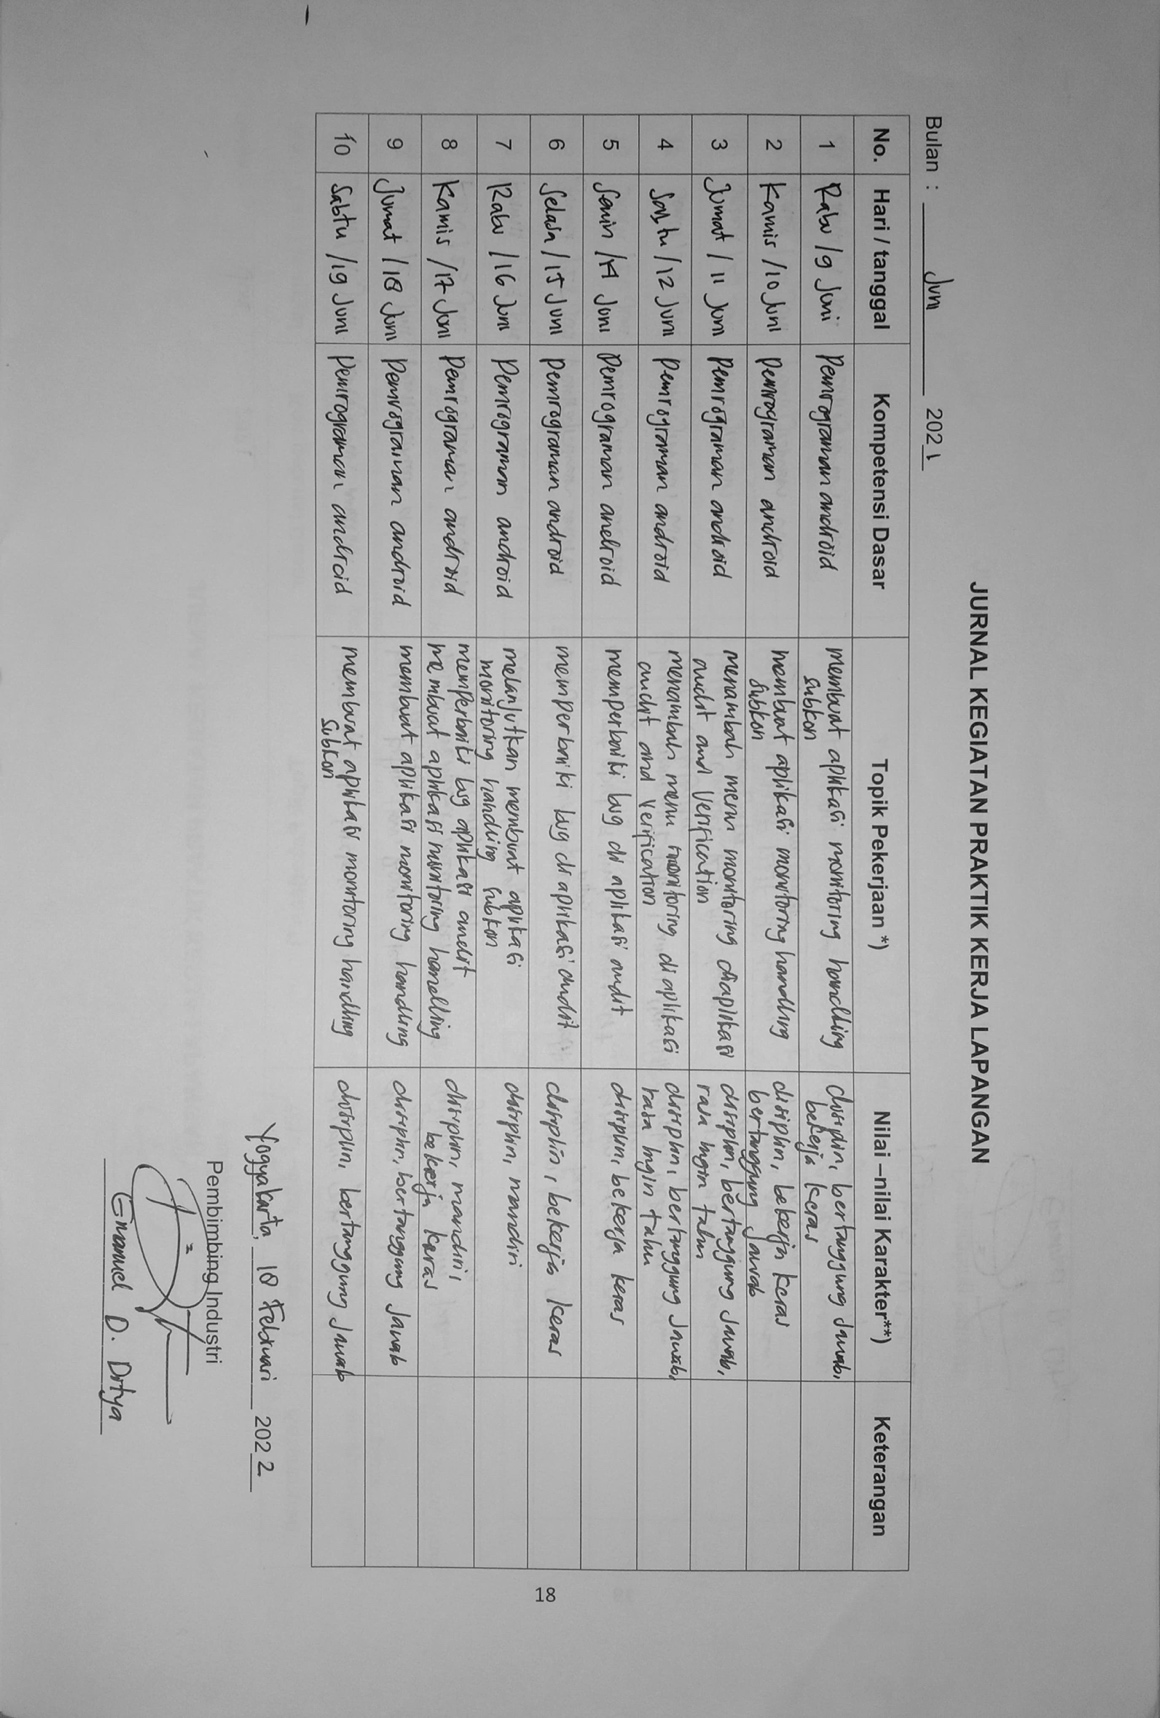 JURNAL KEGIATAN PRAKTIK KERJA LAPANGAN
Bulan : Juni 2021
No. Hari / tanggal Kompetensi Dasar Topik Pekerjaan *) Nilai –nilai Karakter**) Keterangan
1 Rabu /9 Juni Pemrograman android membuat aplikasi monitoring handling disiplin, bertanggung Jawab,
subkon bekerja keras
2 Kamis /10 Juni Pemrograman android membuat aplikasi monitoring handling disiplin, bekerja keras
subkon bertanggung Jawab
3 Jumat / 11 Juni Pemrograman android menambah menu monitoring diaplikasi disiplin, bertanggung Jawab,
audit and Verification rasa ingin tahu
4 Sabtu /12 Juni Pemrograman android menambah menu monitoring di aplikasi disiplin, bertanggung Jawab,
audit and Verification rasa ingin tahu
5 Senin /14 Juni Pemrograman android memperbaiki bug di aplikasi audit disiplin, bekerja keras
6 Selasa /15 Juni Pemrograman android memperbaiki bug di aplikasi audit disiplin, bekerja keras
7 Rabu /16 Juni Pemrograman android melanjutkan membuat aplikasi disiplin, mandiri
monitoring handling subkon
8 Kamis /17 Juni Pemrograman android memperbaiki bug aplikasi audit disiplin, mandiri,
membuat aplikasi monitoring handling bekerja keras
9 Jumat /18 Juni Pemrograman android membuat aplikasi monitoring handling disiplin, bertanggung Jawab
10 Sabtu /19 Juni Pemrograman android membuat aplikasi monitoring handling disiplin, bertanggung Jawab
subkon
Yogyakarta, 18 Februari 2022
Pembimbing Industri
Emanuel D. Ditya
18